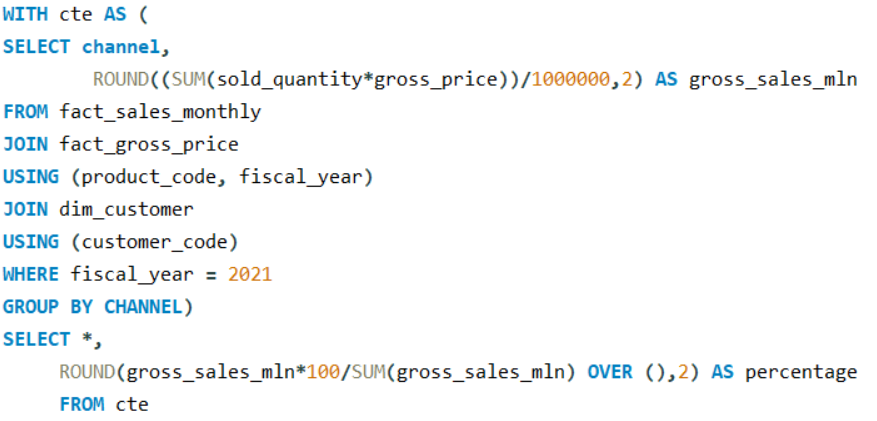 WITH cte AS (
SELECT channel,
ROUND((SUM(sold_quantity*gross_price))/1000000,2) AS gross_sales_mln
FROM fact_sales_monthly
JOIN fact_gross_price
USING (product_code, fiscal_year)
JOIN dim_customer
USING (customer_code)
WHERE fiscal_year = 2021
GROUP BY CHANNEL)
SELECT *,
ROUND(gross_sales_mln*100/SUM(gross_sales_mln) OVER (),2) AS percentage
FROM cte